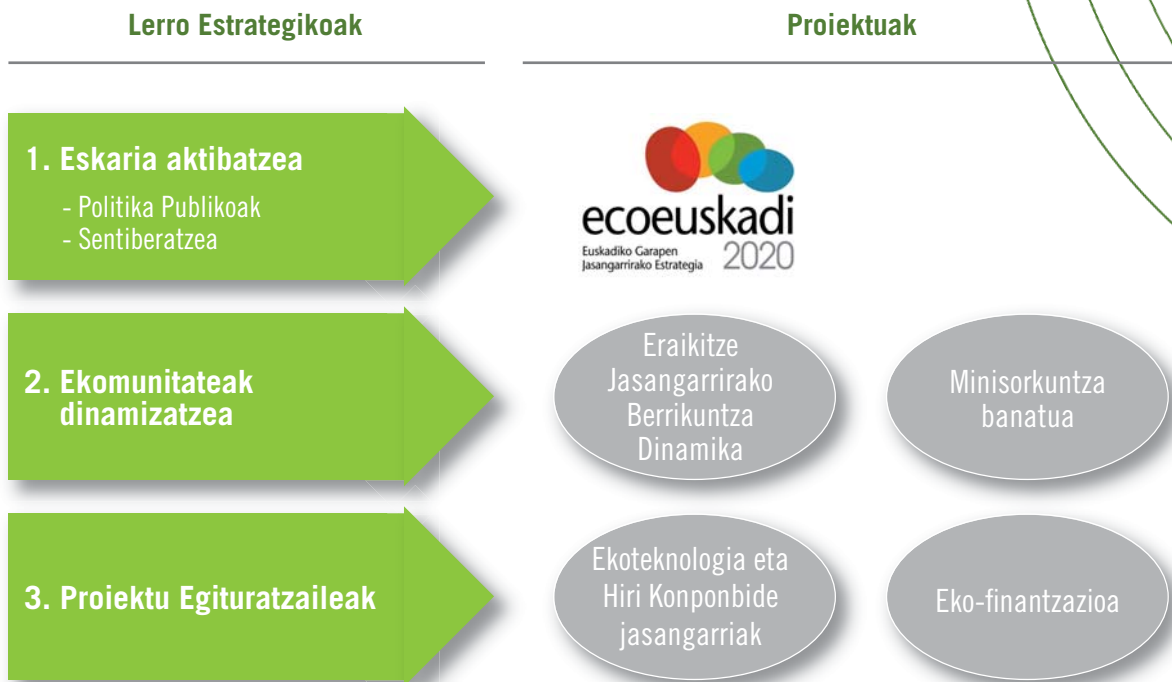 Lerro Estrategikoak
Proiektuak
1. Eskaria aktibatzea
- Politika Publikoak
- Sentiberatzea
ecoeuskadi
Euskadiko Garapen
Jasangarrirako Estrategia
2020
2. Ekomunitateak
dinamizatzea
Eraikitze
Jasangarrirako
Berrikuntza
Dinamika
Minisorkuntza
banatua
3. Proiektu Egituratzaileak
Ekoteknologia eta
Hiri Konponbide
jasangarriak
Eko-finantzazioa